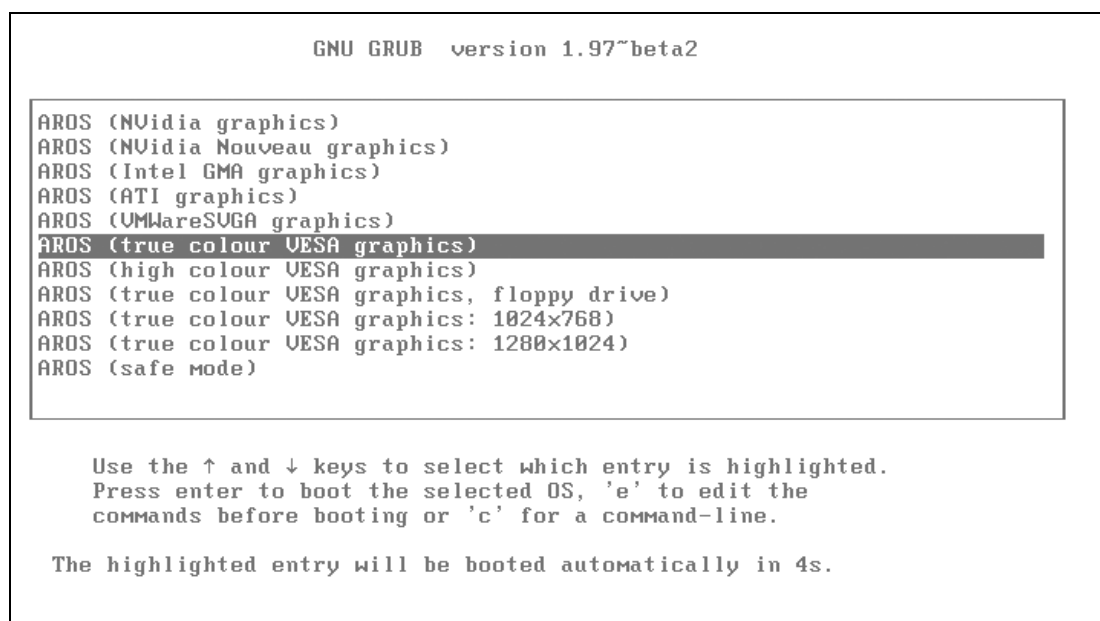 GNU GRUB version 1.97~beta2
AROS (NVidia graphics)
AROS (NVidia Nouveau graphics)
AROS (Intel GMA graphics)
AROS (ATI graphics)
AROS (VMWareSVGA graphics)
AROS (true colour VESA graphics)
AROS (high colour VESA graphics)
AROS (true colour VESA graphics, floppy drive)
AROS (true colour VESA graphics: 1024x768)
AROS (true colour VESA graphics: 1280x1024)
AROS (safe mode)
Use the ↑ and ↓ keys to select which entry is highlighted.
Press enter to boot the selected OS, 'e' to edit the
commands before booting or 'c' for a command-line.
The highlighted entry will be booted automatically in 4s.